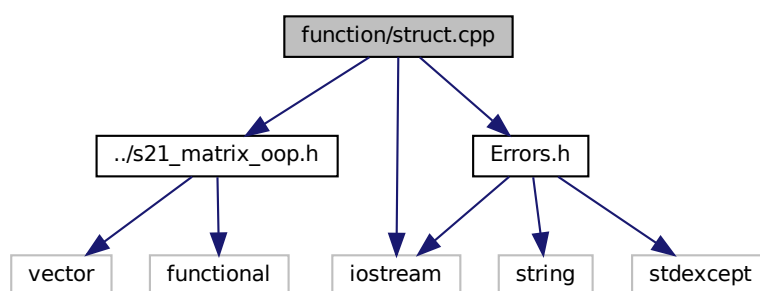 function/struct.cpp
../s21_matrix_oop.h
Errors.h
vector
functional
iostream
string
stdexcept